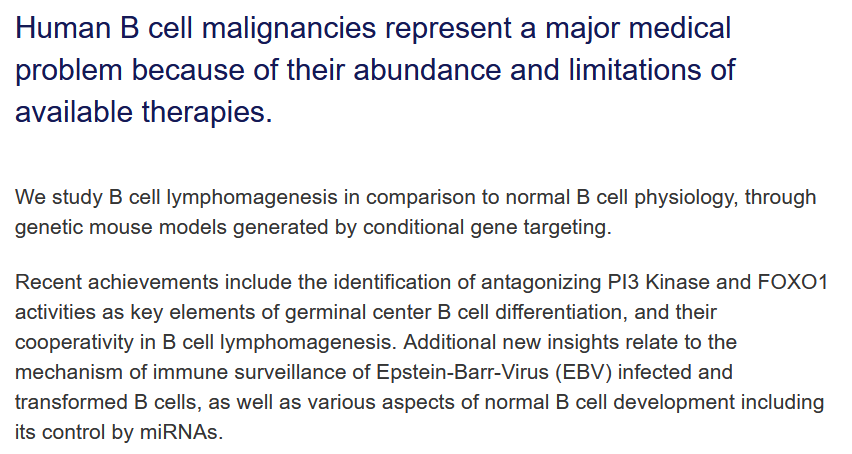 Human B cell malignancies represent a major medical
problem because of their abundance and limitations of
available therapies.
We study B cell lymphomagenesis in comparison to normal B cell physiology, through
genetic mouse models generated by conditional gene targeting.
Recent achievements include the identification of antagonizing PI3 Kinase and FOXO1
activities as key elements of germinal center B cell differentiation, and their
cooperativity in B cell lymphomagenesis. Additional new insights relate to the
mechanism of immune surveillance of Epstein-Barr-Virus (EBV) infected and
transformed B cells, as well as various aspects of normal B cell development including
its control by miRNAs.